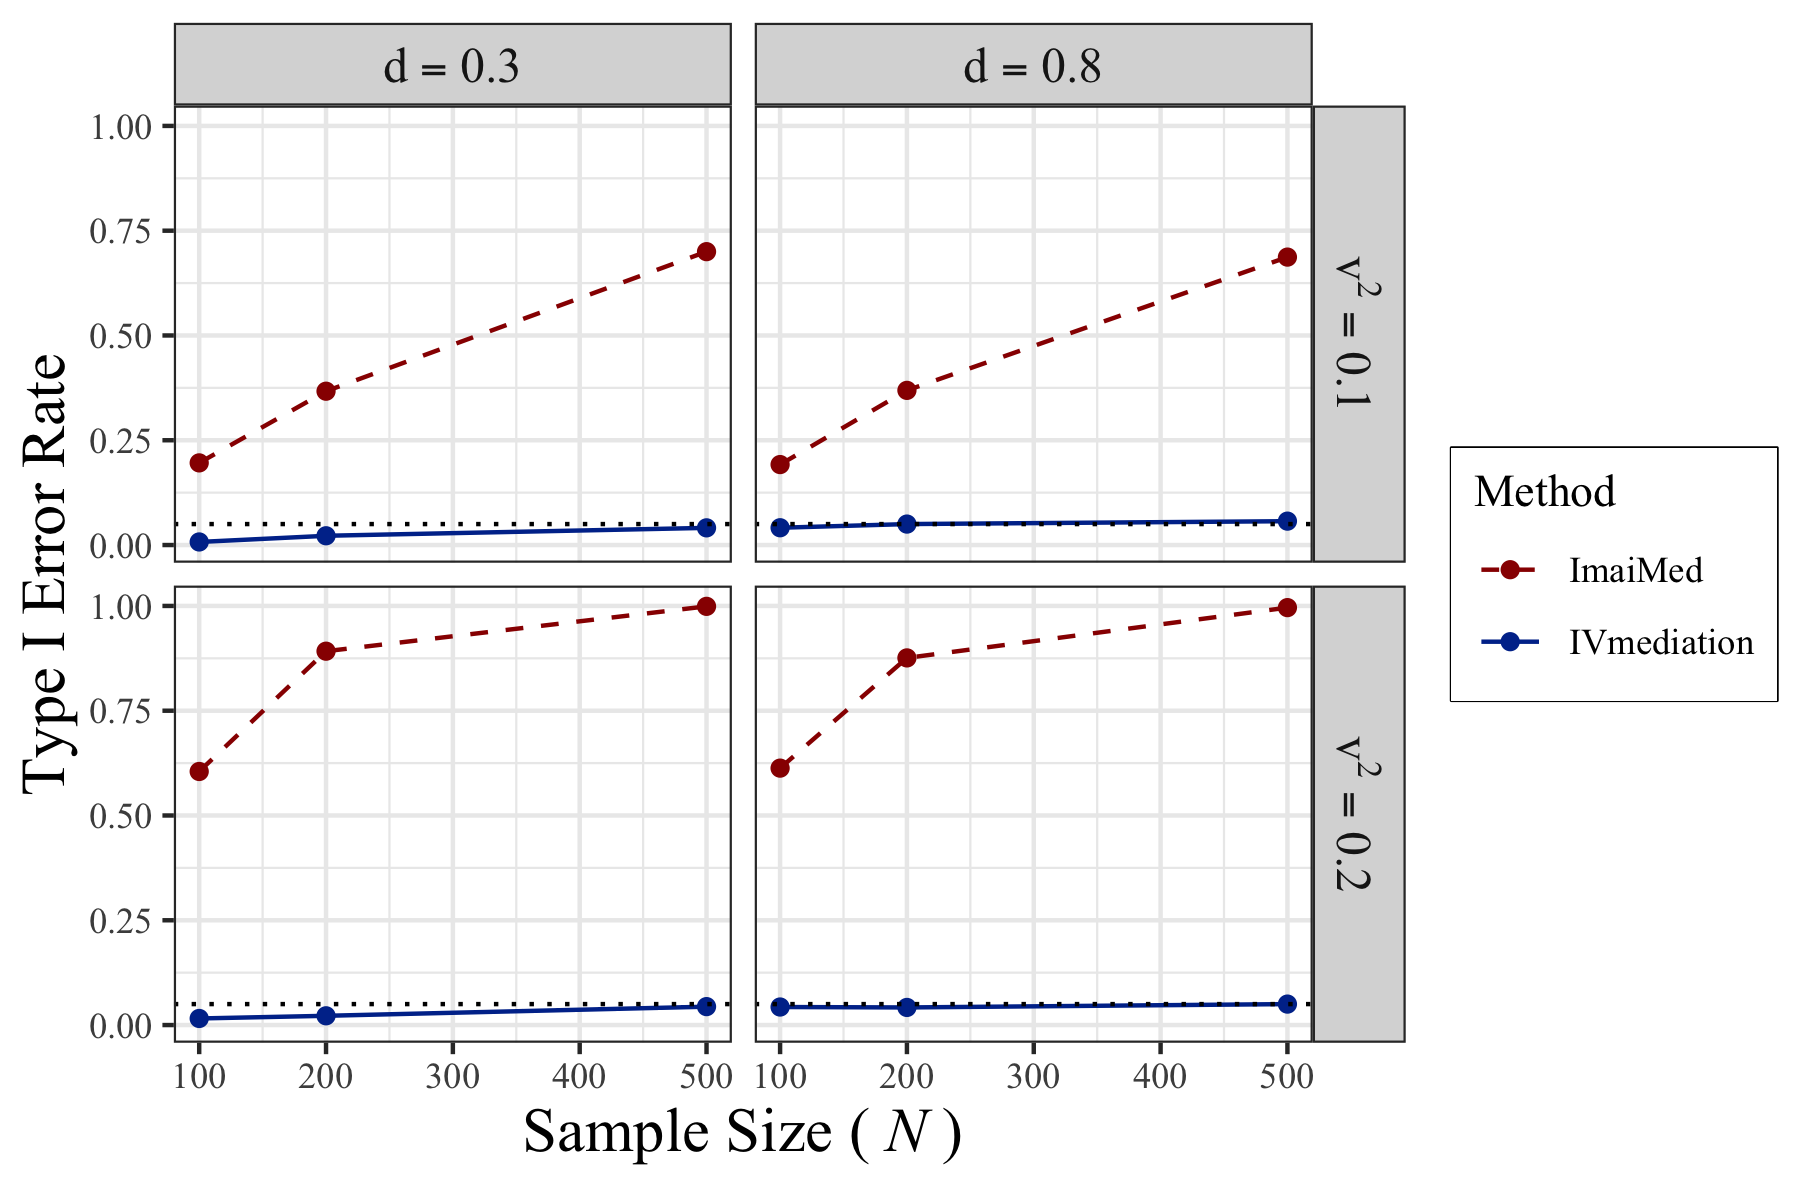 d = 0.3
d = 0.8
1.00
0.75
0.50
0.25
0.00
v² = 0.1
1.00
0.75
0.50
0.25
0.00
v² = 0.2
Type I Error Rate
100 200 300 400 500
100 200 300 400 500
Sample Size ( N )
Method
ImaiMed
IVmediation